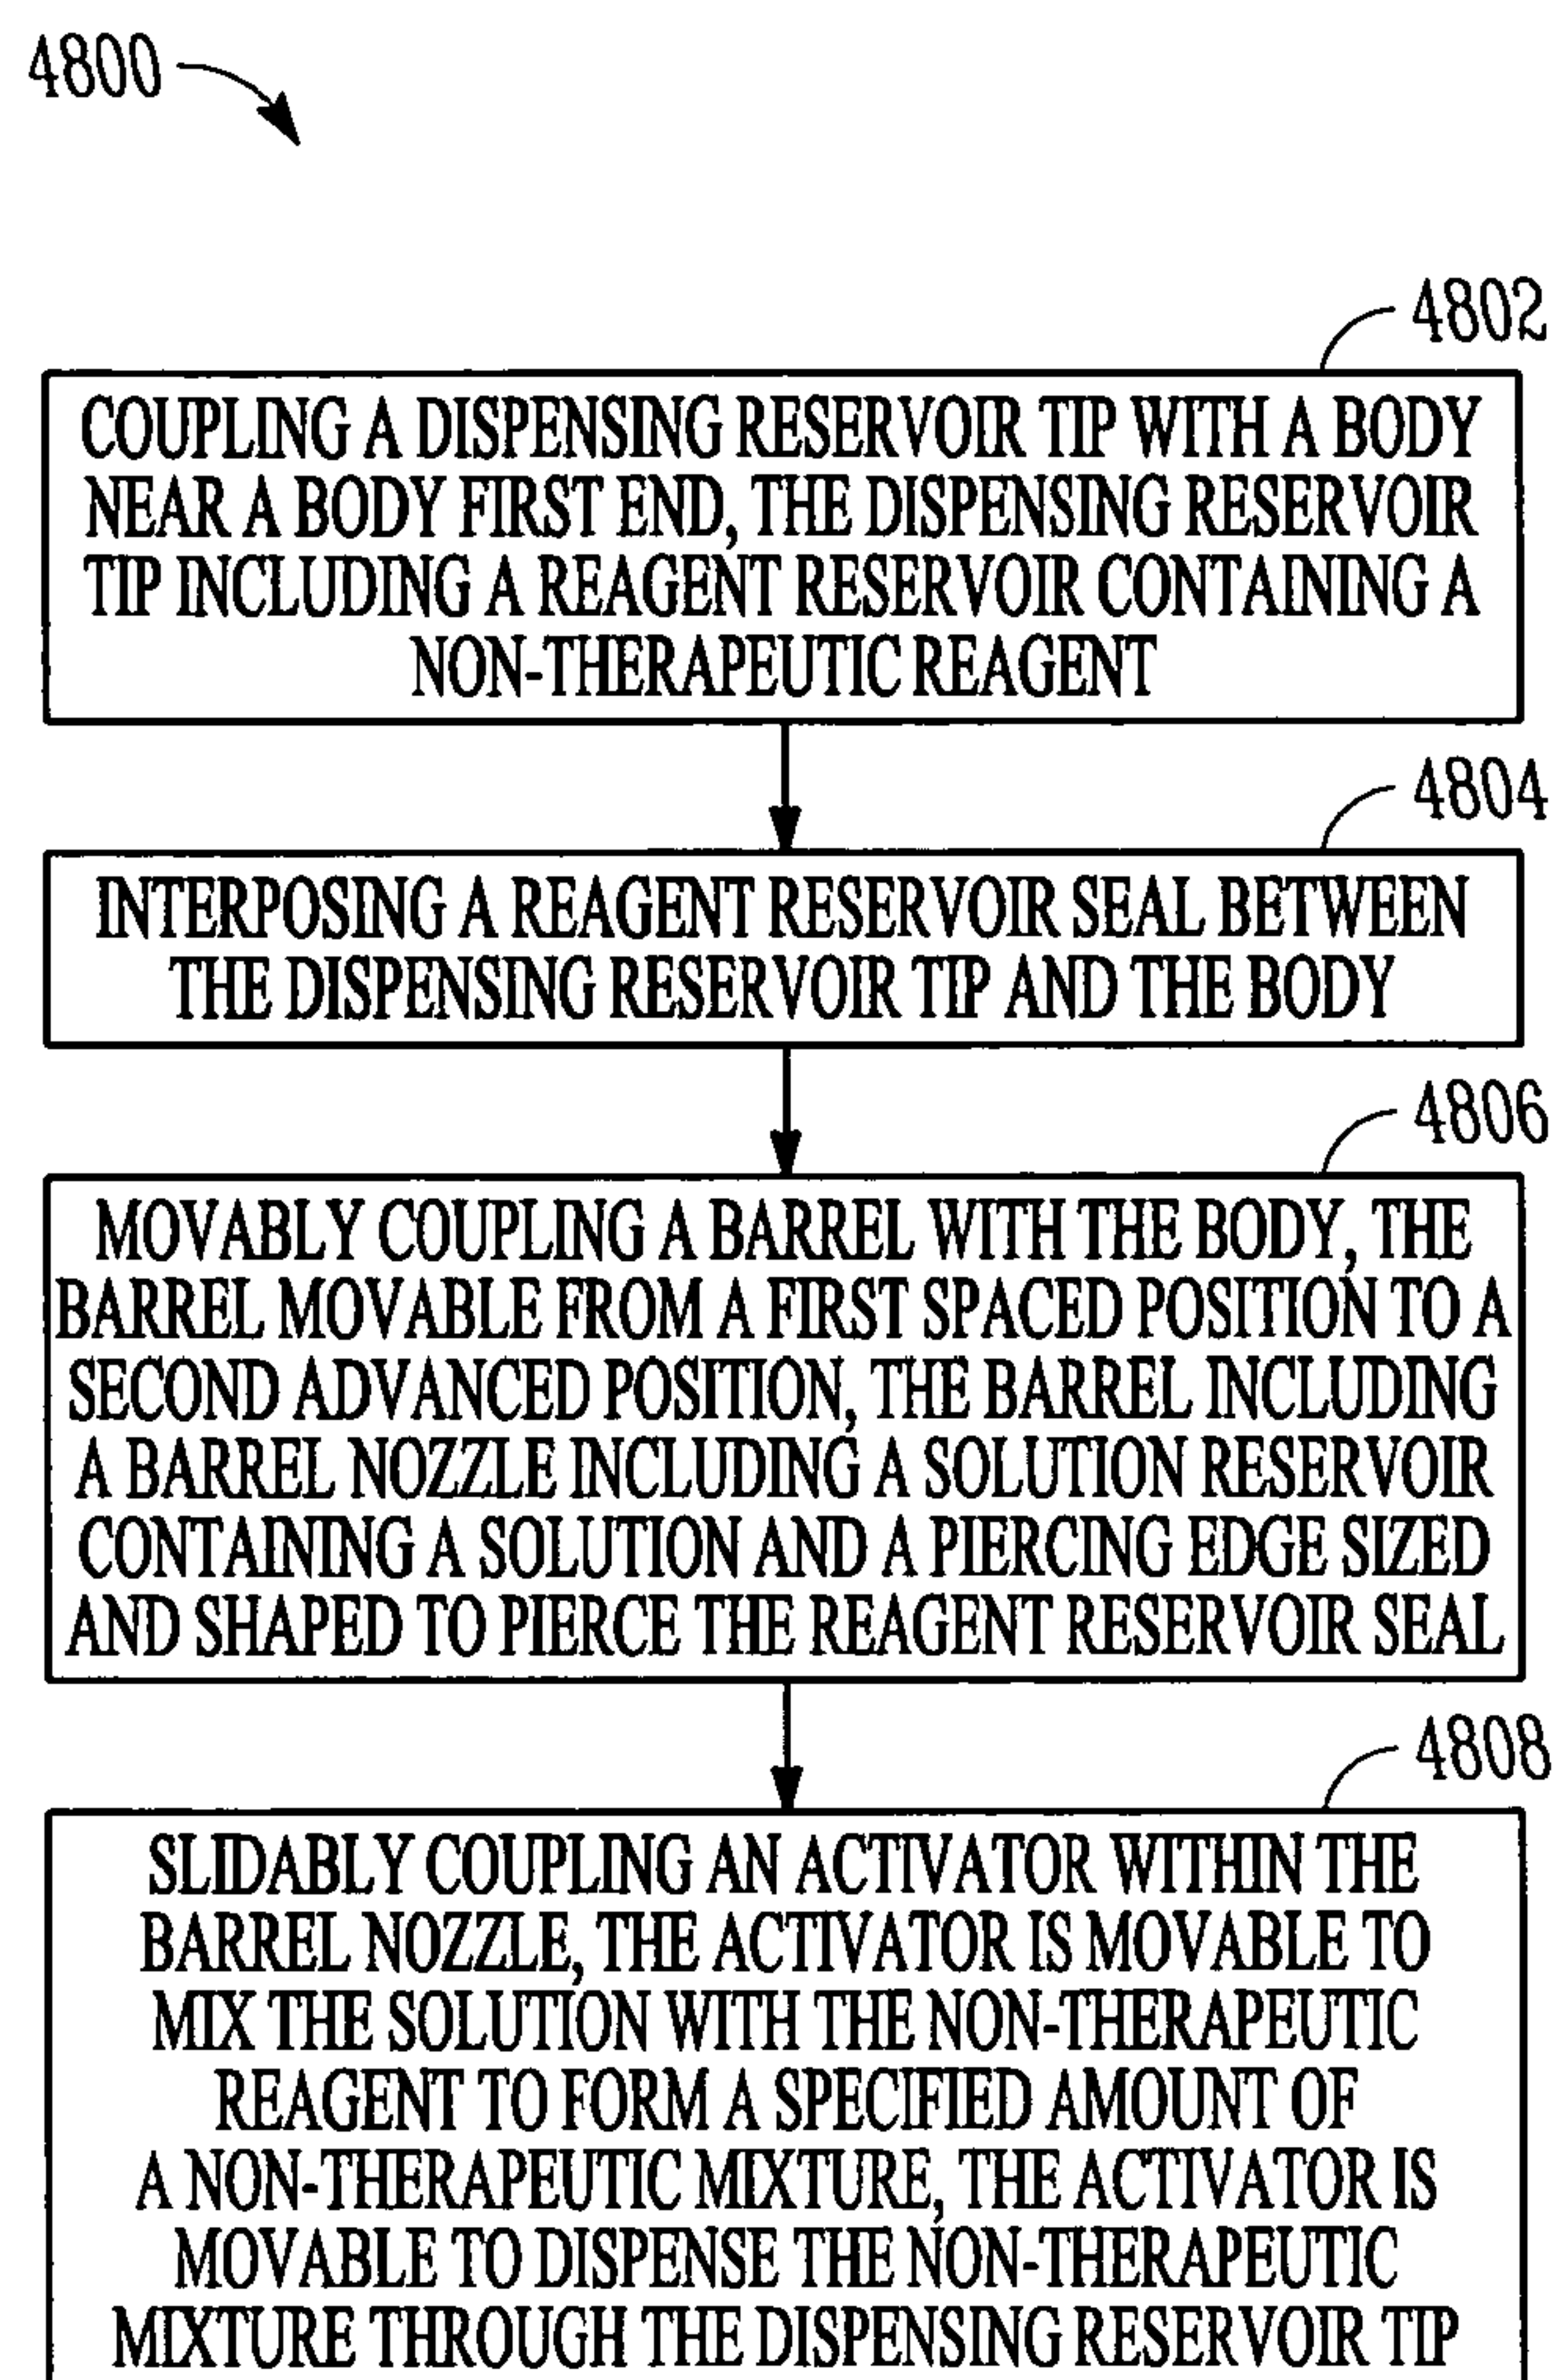 4800
4802
COUPLING A DISPENSING RESERVOIR TIP WITH A BODY
NEAR A BODY FIRST END, THE DISPENSING RESERVOIR
TIP INCLUDING A REAGENT RESERVOIR CONTAINING A
NON-THERAPEUTIC REAGENT
4804
INTERPOSING A REAGENT RESERVOIR SEAL BETWEEN
THE DISPENSING RESERVOIR TIP AND THE BODY
4806
MOVABLY COUPLING A BARREL WITH THE BODY, THE
BARREL MOVABLE FROM A FIRST SPACED POSITION TO A
SECOND ADVANCED POSITION, THE BARREL INCLUDING
A BARREL NOZZLE INCLUDING A SOLUTION RESERVOIR
CONTAINING A SOLUTION AND A PIERCING EDGE SIZED
AND SHAPED TO PIERCE THE REAGENT RESERVOIR SEAL
4808
SLIDABLY COUPLING AN ACTIVATOR WITHIN THE
BARREL NOZZLE, THE ACTIVATOR IS MOVABLE TO
MIX THE SOLUTION WITH THE NON-THERAPEUTIC
REAGENT TO FORM A SPECIFIED AMOUNT OF
A NON-THERAPEUTIC MIXTURE, THE ACTIVATOR IS
MOVABLE TO DISPENSE THE NON-THERAPEUTIC
MIXTURE THROUGH THE DISPENSING RESERVOIR TIP